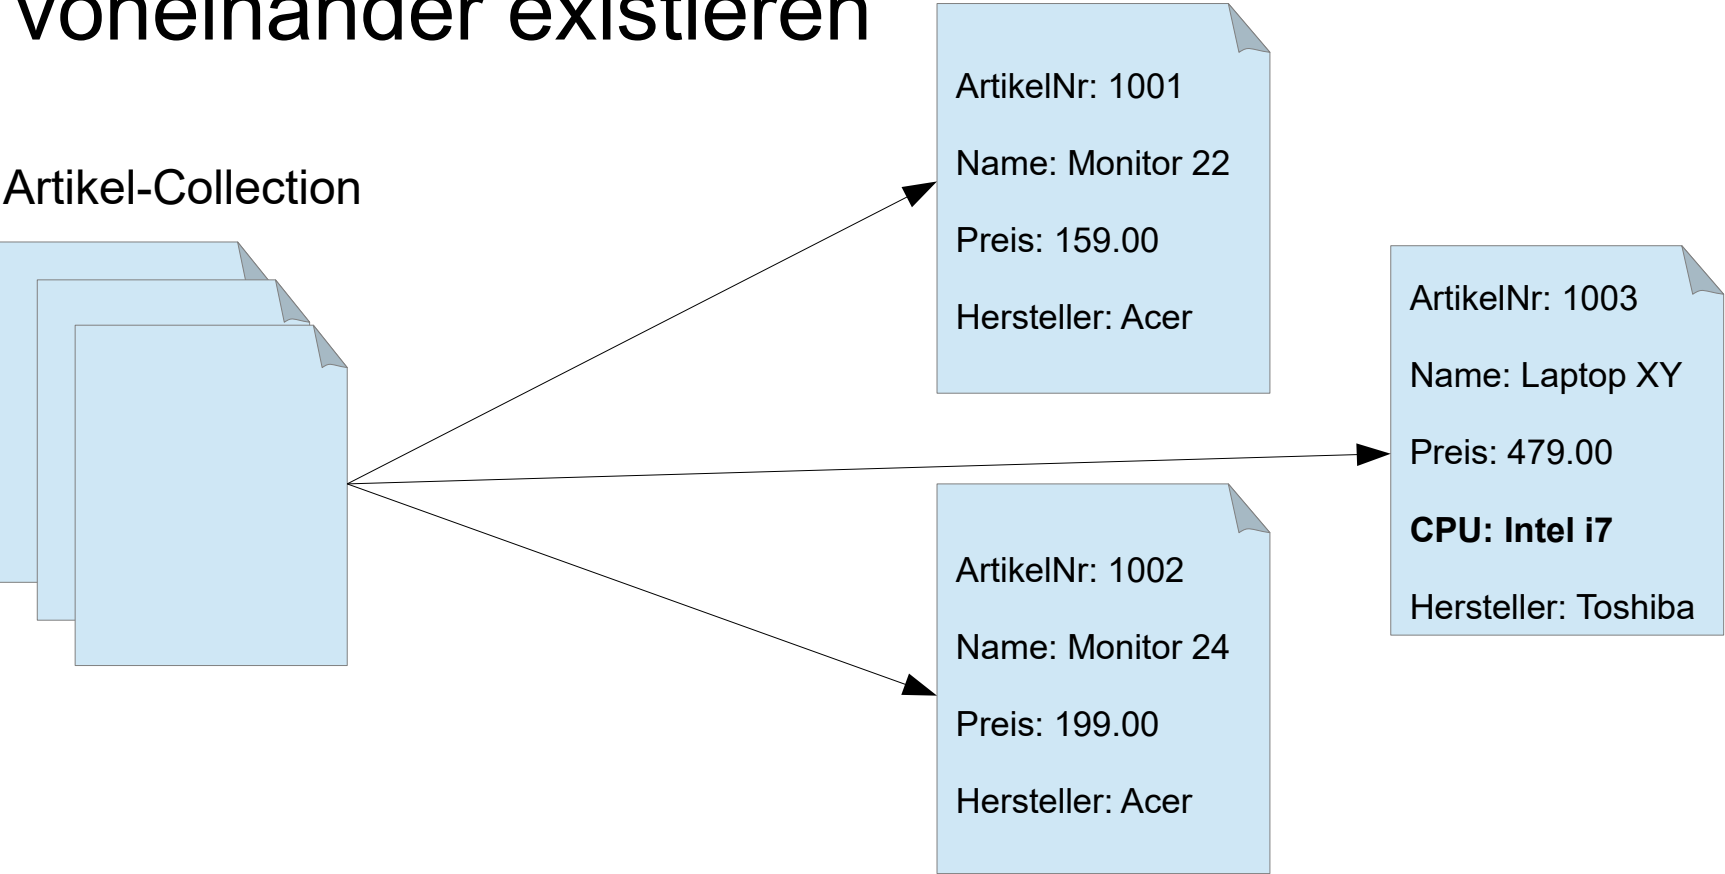 voneinander existieren
Artikel-Collection
ArtikelNr: 1001
Name: Monitor 22
Preis: 159.00
Hersteller: Acer
ArtikelNr: 1003
Name: Laptop XY
Preis: 479.00
CPU: Intel i7
Hersteller: Toshiba
ArtikelNr: 1002
Name: Monitor 24
Preis: 199.00
Hersteller: Acer